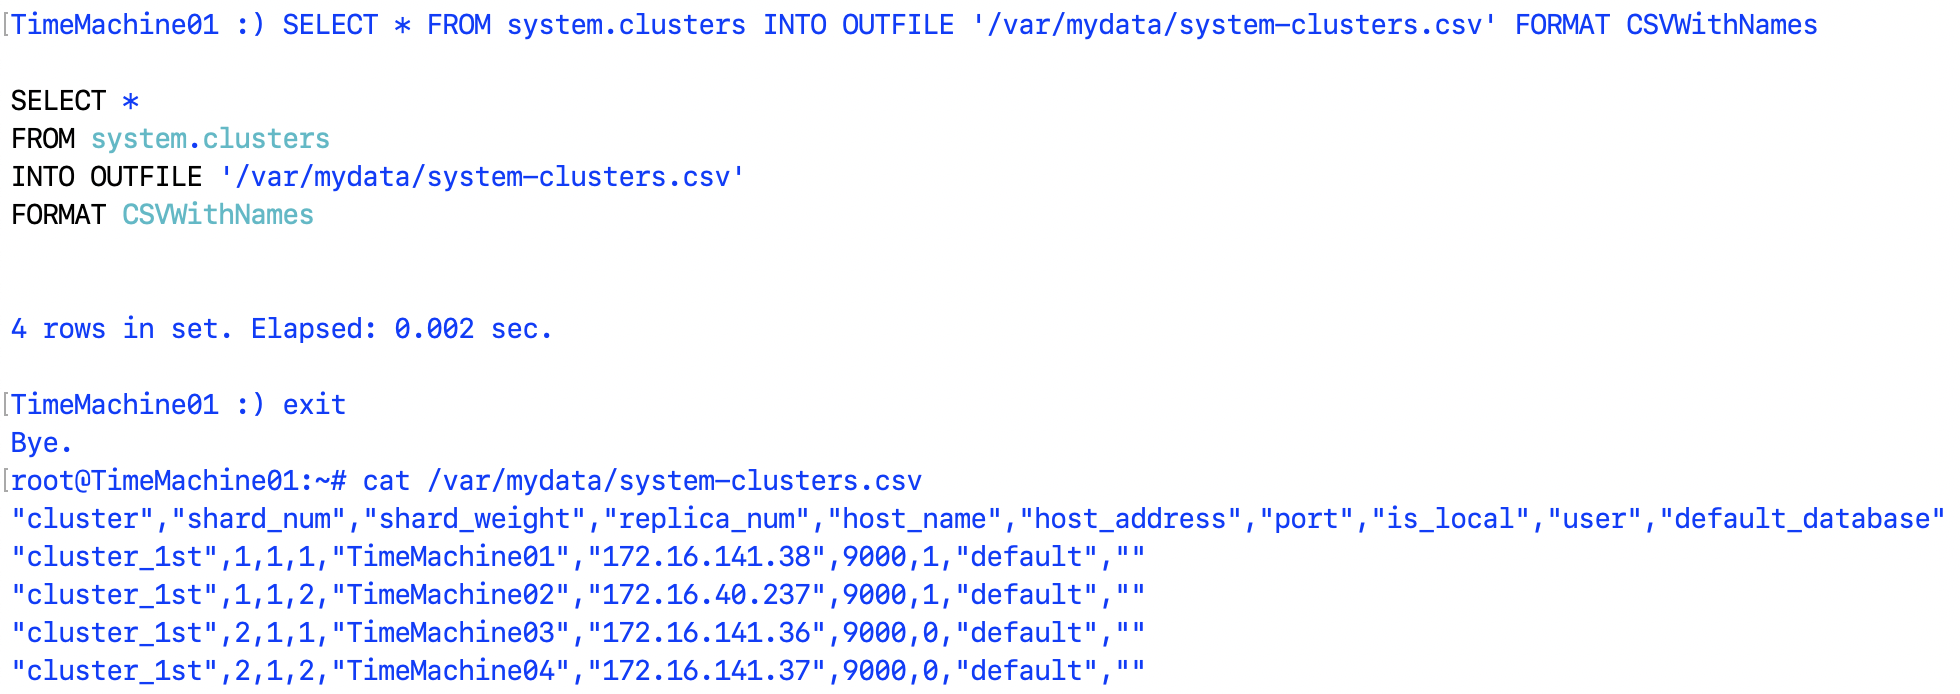 [TimeMachine01 :) SELECT * FROM system.clusters INTO OUTFILE '/var/mydata/system-clusters.csv' FORMAT CSVWithNames
SELECT *
FROM system.clusters
INTO OUTFILE '/var/mydata/system-clusters.csv'
FORMAT CSVWithNames
4 rows in set. Elapsed: 0.002 sec.
[TimeMachine01 :) exit
Bye.
[root@TimeMachine01:~# cat /var/mydata/system-clusters.csv
"cluster","shard_num","shard_weight","replica_num","host_name","host_address","port","is_local","user","default_database"
"cluster_1st",1,1,1,"TimeMachine01","172.16.141.38",9000,1,"default",""
"cluster_1st",1,1,2,"TimeMachine02","172.16.40.237",9000,1,"default",""
"cluster_1st",2,1,1,"TimeMachine03","172.16.141.36",9000,0,"default",""
"cluster_1st",2,1,2,"TimeMachine04","172.16.141.37",9000,0,"default",""